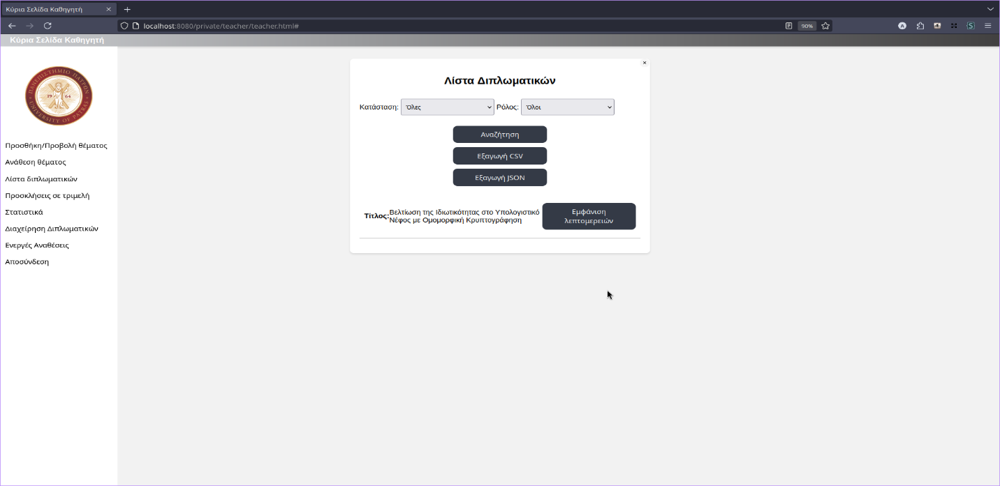 Κύρια Σελίδα Καθηγητή
localhost:8080/private/teacher/teacher.html#
90%
Κύρια Σελίδα Καθηγητή
ΠΑΝΕΠΙΣΤΗΜΙΟ ΠΑΤΡΩΝ
19 64
UNIVERSITY OF PATRAS
Προσθήκη/Προβολή θέματος
Ανάθεση θέματος
Λίστα διπλωματικών
Προσκλήσεις σε τριμελή
Στατιστικά
Διαχείρηση Διπλωματικών
Ενεργές Αναθέσεις
Αποσύνδεση
Λίστα Διπλωματικών
Κατάσταση: Όλες Ρόλος: Όλοι
Αναζήτηση
Εξαγωγή CSV
Εξαγωγή JSON
Τίτλος: Βελτίωση της Ιδιωτικότητας στο Υπολογιστικό
Νέφος με Ομομορφική Κρυπτογράφηση
Εμφάνιση
λεπτομερειών